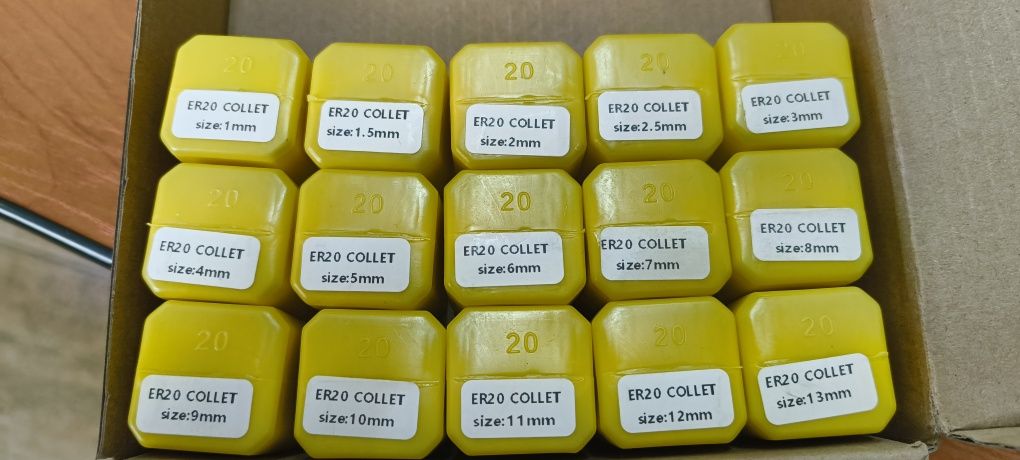 20
ER20 COLLET
size:1mm
20
ER20 COLLET
size:1.5mm
20
ER20 COLLET
size:2mm
20
ER20 COLLET
size:2.5mm
20
ER20 COLLET
size:3mm
20
ER20 COLLET
size:4mm
20
ER20 COLLET
size:5mm
20
ER20 COLLET
size:6mm
20
ER20 COLLET
size:7mm
20
ER20 COLLET
size:8mm
20
ER20 COLLET
size:9mm
20
ER20 COLLET
size:10mm
20
ER20 COLLET
size:11mm
20
ER20 COLLET
size:12mm
20
ER20 COLLET
size:13mm